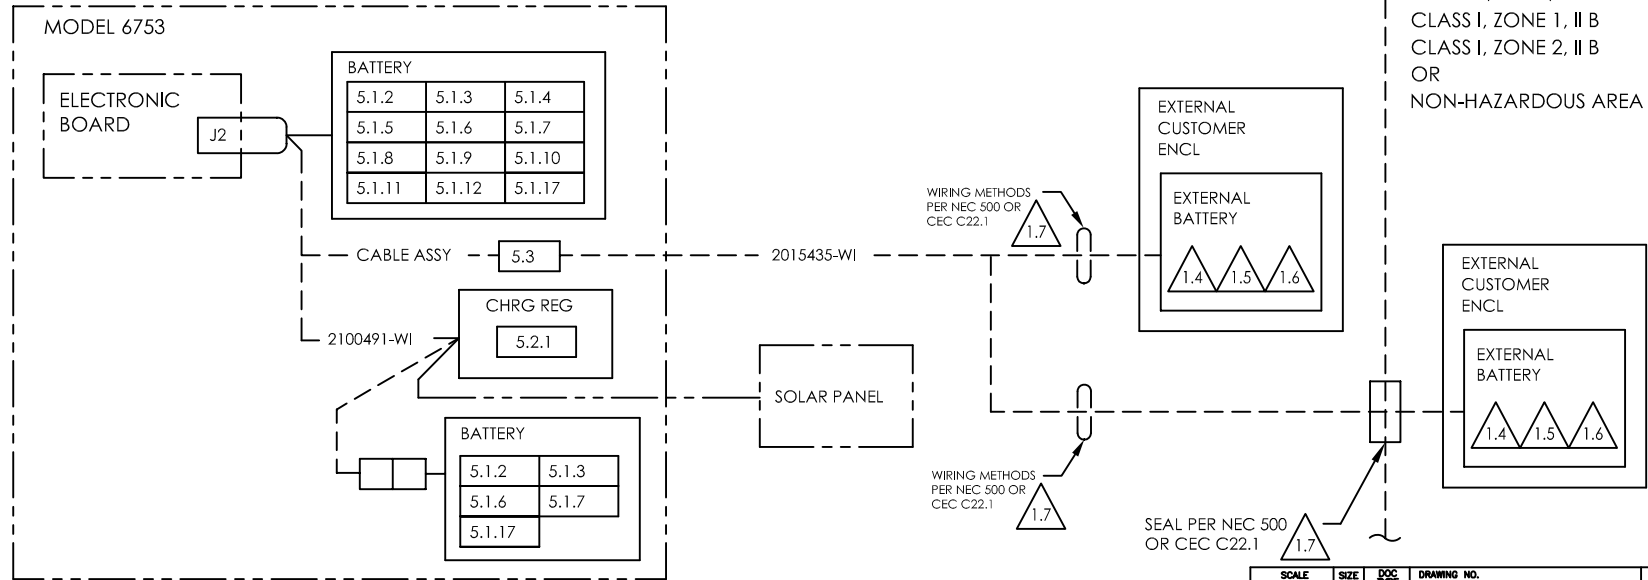 MODEL 6753
ELECTRONIC
BOARD
J2
BATTERY
5.1.2 5.1.3 5.1.4
5.1.5 5.1.6 5.1.7
5.1.8 5.1.9 5.1.10
5.1.11 5.1.12 5.1.17
CABLE ASSY
5.3
2015435-WI
2100491-WI
CHRG REG
5.2.1
SOLAR PANEL
BATTERY
5.1.2 5.1.3
5.1.6 5.1.7
5.1.17
WIRING METHODS
PER NEC 500 OR
CEC C22.1
1.7
EXTERNAL
CUSTOMER
ENCL
EXTERNAL
BATTERY
1.4 1.5 1.6
WIRING METHODS
PER NEC 500 OR
CEC C22.1
1.7
SEAL PER NEC 500
OR CEC C22.1
1.7
CLASS I, ZONE 1, II B
CLASS I, ZONE 2, II B
OR
NON-HAZARDOUS AREA
EXTERNAL
CUSTOMER
ENCL
EXTERNAL
BATTERY
1.4 1.5 1.6
SCALE SIZE DOC DRAWING NO.